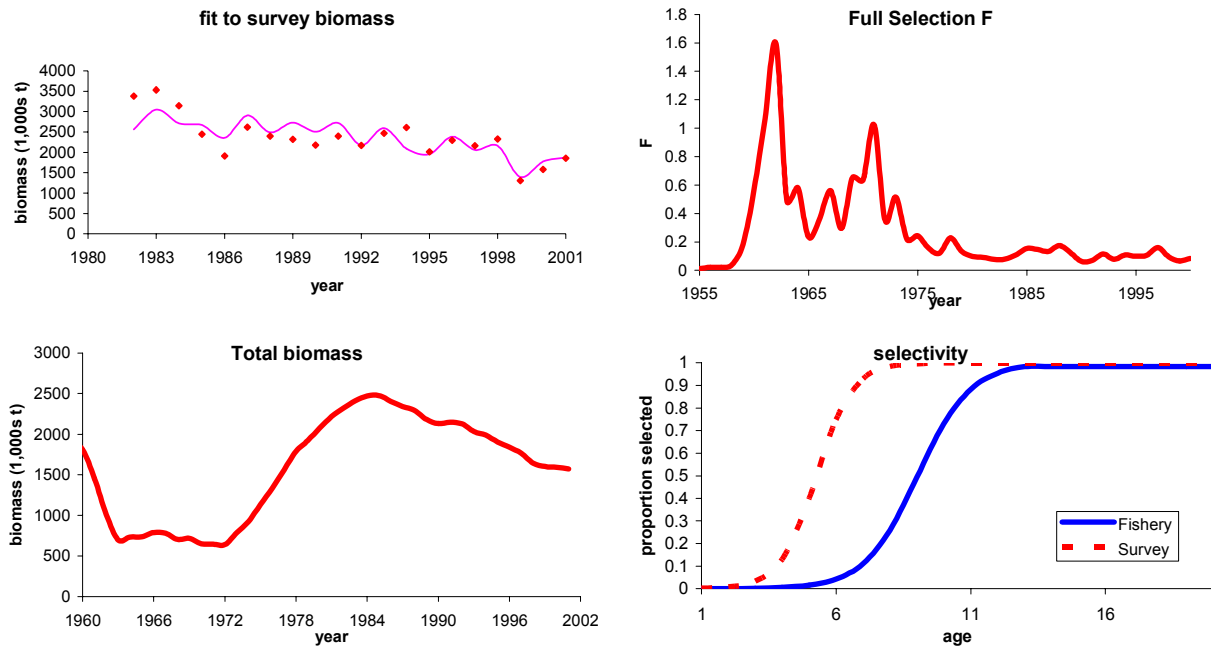 fit to survey biomass
biomass (1,000s t)
4000
3500
3000
2500
2000
1500
1000
500
0
1980 1983 1986 1989 1992 1995 1998 2001
year
Full Selection F
F
1.8
1.6
1.4
1.2
1
0.8
0.6
0.4
0.2
0
1955 1965 1975 1985 1995
year
Total biomass
biomass (1,000s t)
3000
2500
2000
1500
1000
500
0
1960 1966 1972 1978 1984 1990 1996 2002
year
selectivity
proportion selected
1
0.9
0.8
0.7
0.6
0.5
0.4
0.3
0.2
0.1
0
1 6 11 16
age
Fishery
Survey